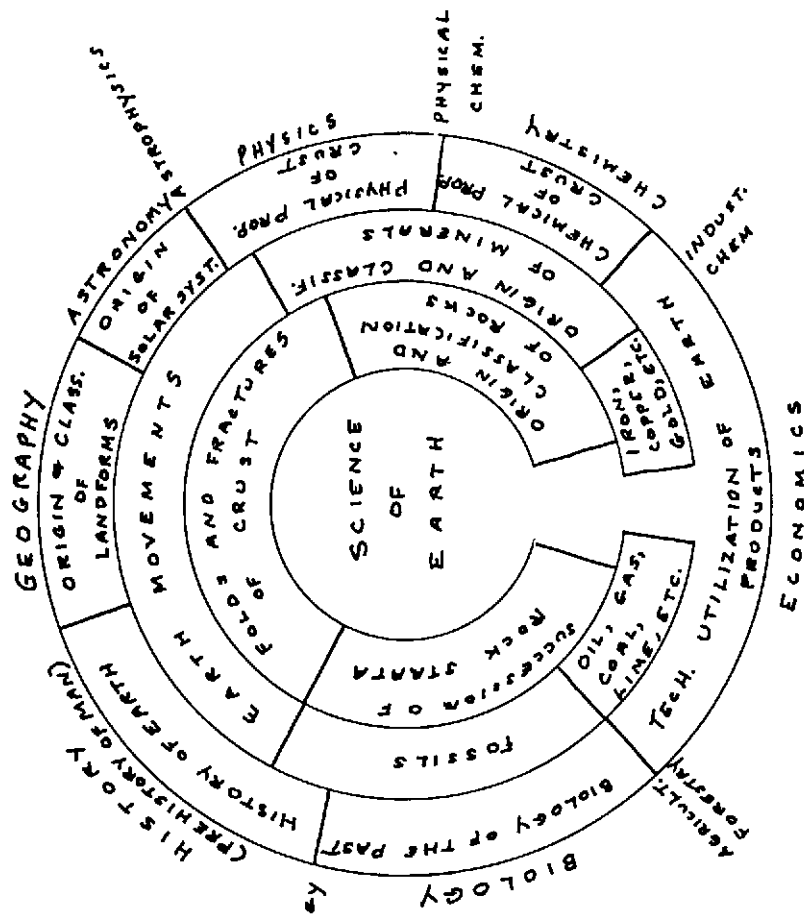 SCIENCE
OF
EARTH
ORIGIN AND
CLASSIFICATION
OF ROCKS
FOLDS AND FRACTURES
OF
CRUST
SUCCESSION OF
ROCK
STARTA
ORIGIN AND CLASSIF.
OF MINERALS
IRON,
COPPER,
GOLD, ETC.
EARTH MOVEMENTS
FOSSILS
OIL, GAS,
COAL,
LIME, ETC.
ORIGIN
OF
SOLAR SYST.
PHYSICAL PROP.
OF
CRUST
CHEMICAL PROP.
OF
CRUST
TECH. UTILIZATION OF EARTH
PRODUCTS
BIOLOGY OF THE PAST
HISTORY OF EARTH
ORIGIN & CLASS.
OF
LANDFORMS
ASTRONOMY
ASTROPHYSICS
PHYSICS
PHYSICAL
CHEM.
CHEMISTRY
INDUST.
CHEM
ECONOMICS
AGRICULT.
FORESTRY
BIOLOGY
HISTORY
(PREHISTORY OF MAN)
GEOGRAPHY